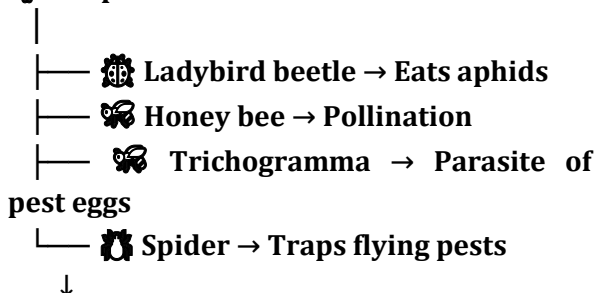 │
├── 🐞 Ladybird beetle → Eats aphids
├── 🐝 Honey bee → Pollination
├── 🐝 Trichogramma → Parasite of
pest eggs
└── 🕷 Spider → Traps flying pests
↓